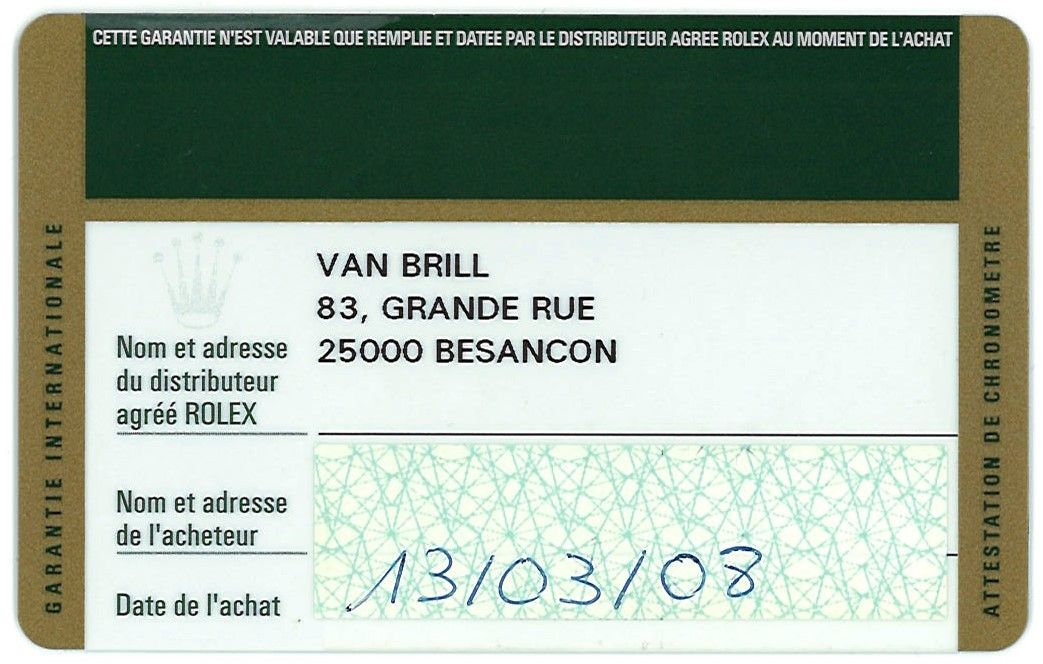 CETTE GARANTIE N'EST VALABLE QUE REMPLIE ET DATEE PAR LE DISTRIBUTEUR AGREE ROLEX AU MOMENT DE L'ACHAT
GARANTIE INTERNATIONALE
VAN BRILL
83, GRANDE RUE
25000 BESANCON
Nom et adresse
du distributeur
agréé ROLEX
Nom et adresse
de l'acheteur
Date de l'achat
13/03/08
ATTESTATION DE CHRONOMETRE